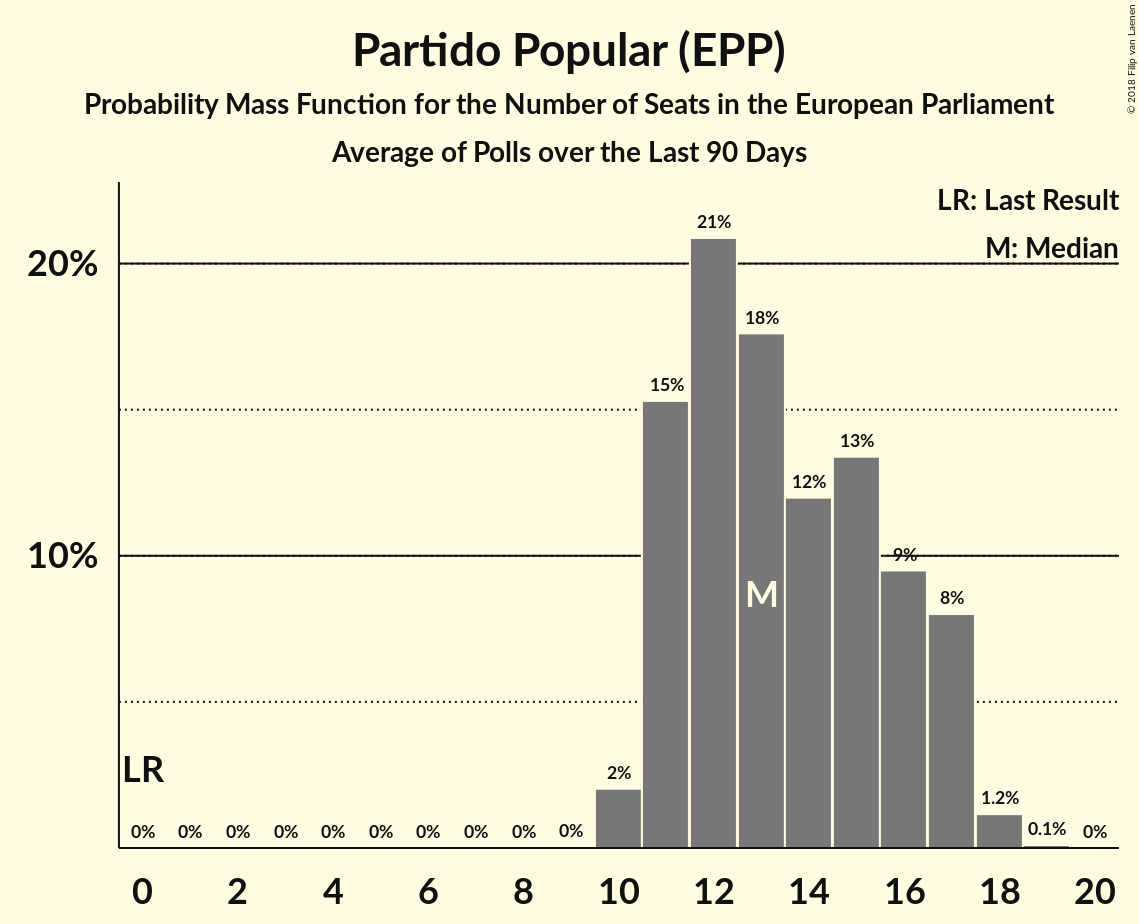 Partido Popular (EPP)
Probability Mass Function for the Number of Seats in the European Parliament
Average of Polls over the Last 90 Days
© 2018 Filip van Laenen
LR: Last Result
M: Median
20%
10%
21%
18%
15%
13%
12%
9%
8%
M
LR
2%
1.2%
0.1%
0% 0% 0% 0% 0% 0% 0% 0% 0% 0% 0%
0 2 4 6 8 10 12 14 16 18 20